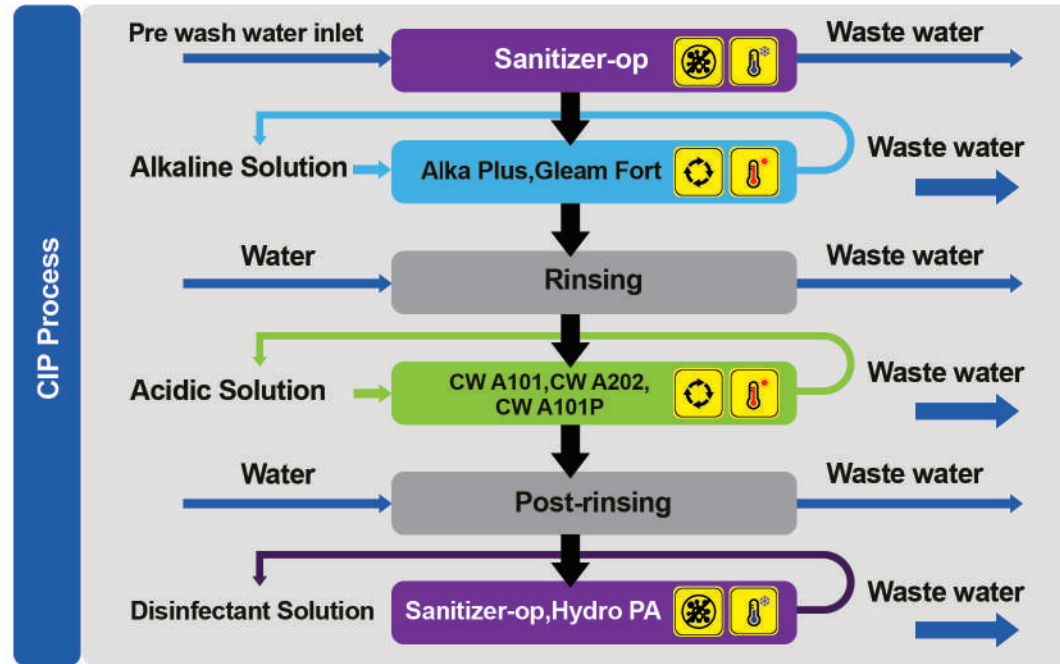 CIP Process
Pre wash water inlet
Sanitizer-op
Waste water
Alkaline Solution
Alka Plus,Gleam Fort
Waste water
Water
Rinsing
Waste water
Acidic Solution
CW A101,CW A202,
CW A101P
Waste water
Water
Post-rinsing
Waste water
Disinfectant Solution
Sanitizer-op,Hydro PA
Waste water